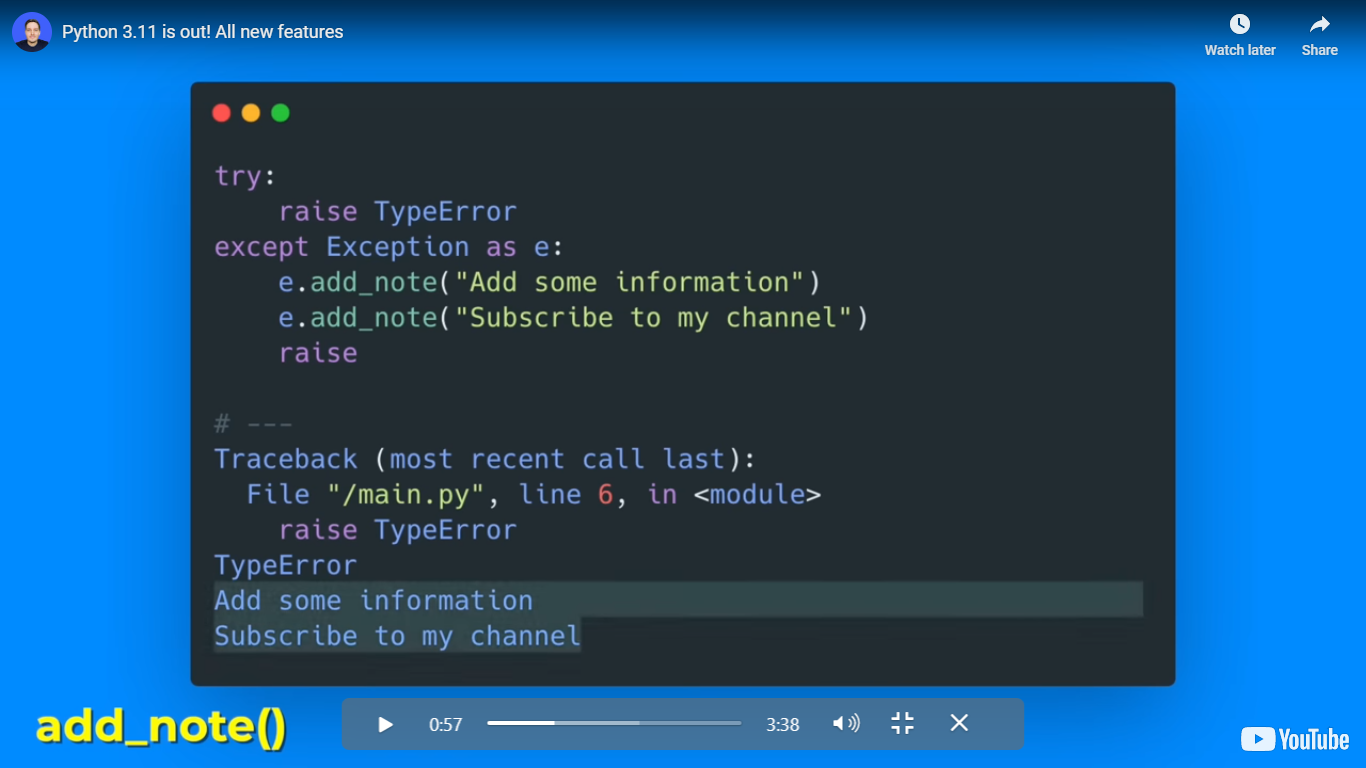 Python 3.11 is out! All new features
Watch later
Share
try:
    raise TypeError
except Exception as e:
    e.add_note("Add some information")
    e.add_note("Subscribe to my channel")
    raise
# ---
Traceback (most recent call last):
  File "/main.py", line 6, in <module>
    raise TypeError
TypeError
Add some information
Subscribe to my channel
add_note()
0:57
3:38
YouTube